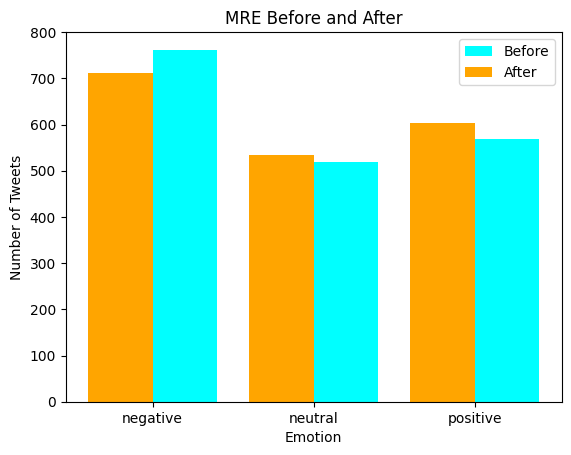 MRE Before and After
Before
After
800
700
600
500
400
300
200
100
0
Number of Tweets
negative neutral positive
Emotion